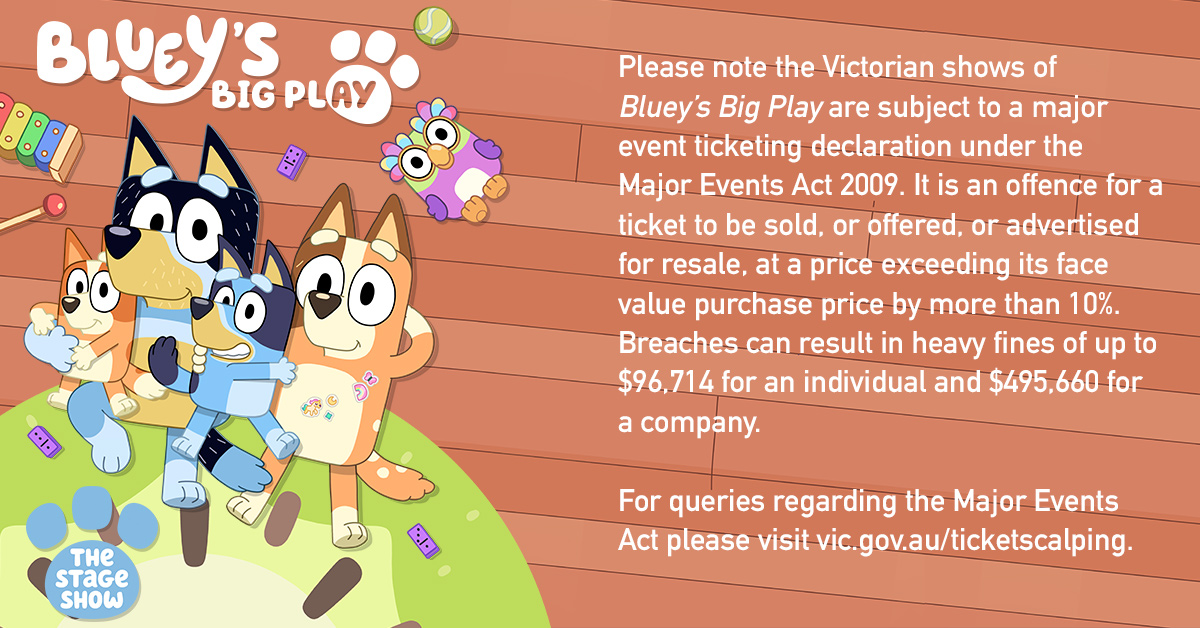 BLUEY'S
BIG PLAY
Please note the Victorian shows of
Bluey's Big Play are subject to a major
event ticketing declaration under the
Major Events Act 2009. It is an offence for a
ticket to be sold, or offered, or advertised
for resale, at a price exceeding its face
value purchase price by more than 10%.
Breaches can result in heavy fines of up to
$96,714 for an individual and $495,660 for
a company.
For queries regarding the Major Events
Act please visit vic.gov.au/ticketscalping.
THE
STAGE
SHOW